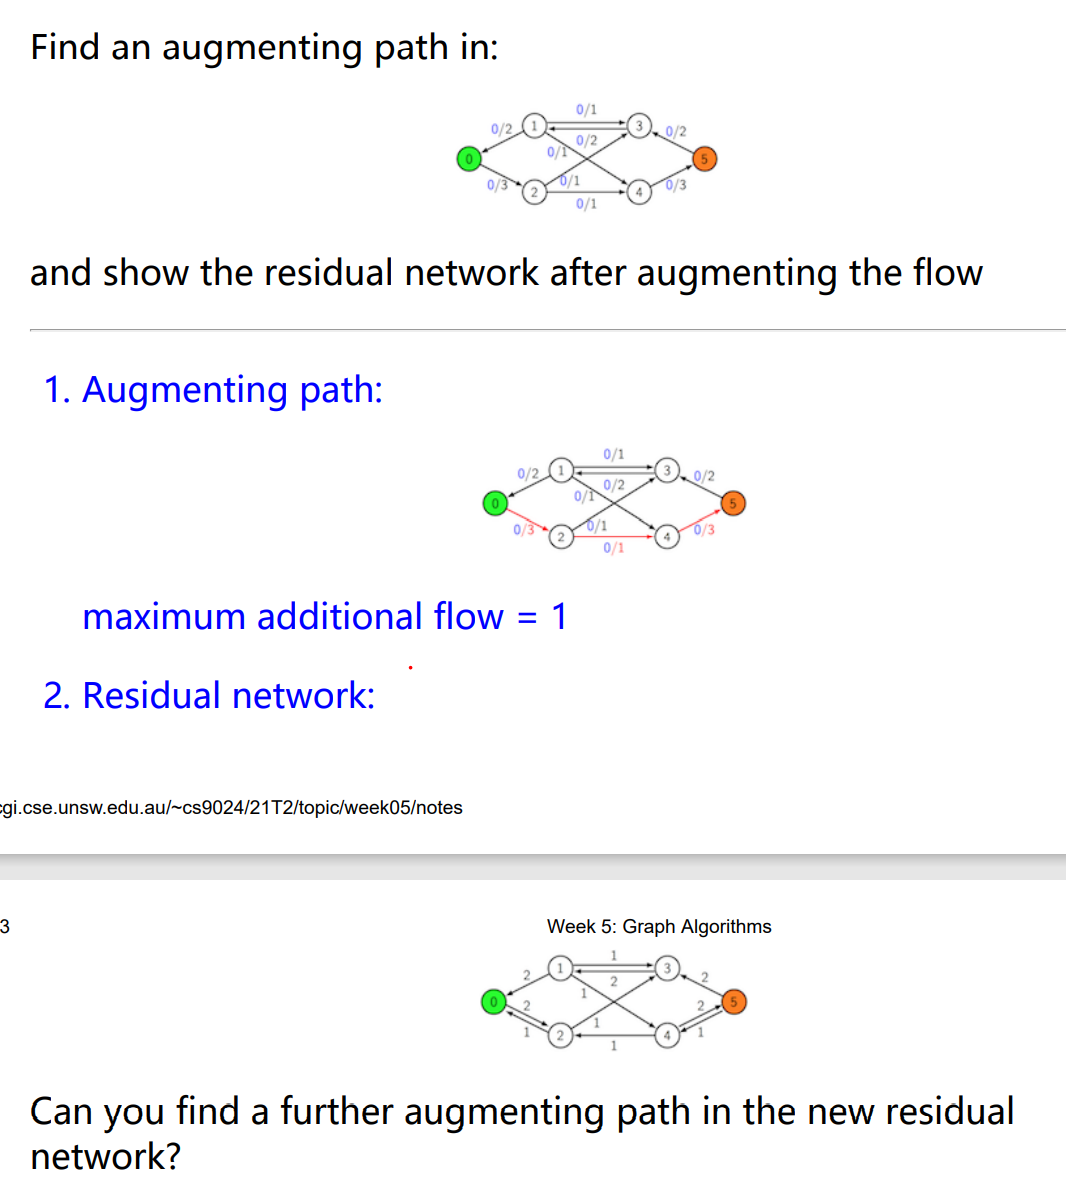 Find an augmenting path in:
0/1
0/2 1 3 0/2
0/2
0/1
0 5
0/3 0/1 0/3
2 4
0/1
and show the residual network after augmenting the flow
1. Augmenting path:
0/1
0/2 1 3 0/2
0/2
0/1
0 5
0/3 0/1 0/3
2 4
0/1
maximum additional flow = 1
2. Residual network:
cgi.cse.unsw.edu.au/~cs9024/21T2/topic/week05/notes
3 Week 5: Graph Algorithms
1
2 1 3 2
2
1
0 2 2 5
1 1 1
2 4
1
Can you find a further augmenting path in the new residual
network?